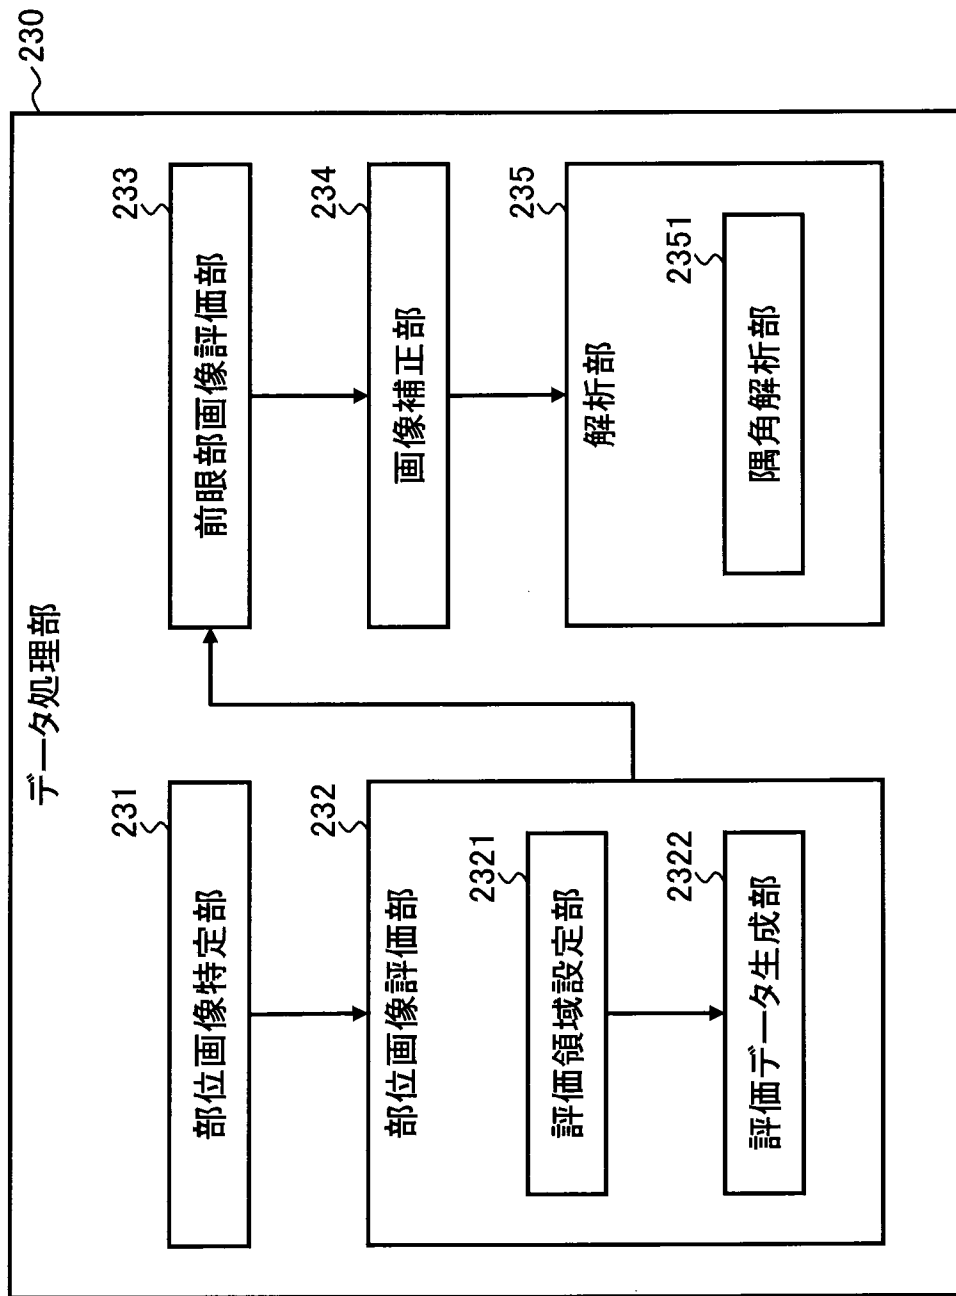 230
データ処理部
231
部位画像特定部
232
部位画像評価部
2321
評価領域設定部
2322
評価データ生成部
233
前眼部画像評価部
234
画像補正部
235
解析部
2351
隅角解析部